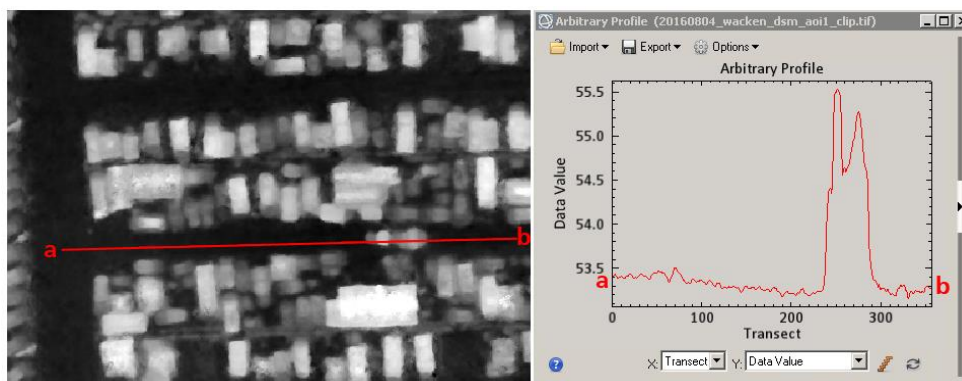 a
b
Arbitrary Profile (20160804_wacken_dsm_aoi1_clip.tif)
Import Export Options
Arbitrary Profile
55.5
55.0
54.5
54.0
53.5
Data Value
a
b
0 100 200 300
Transect
X: Transect Y: Data Value